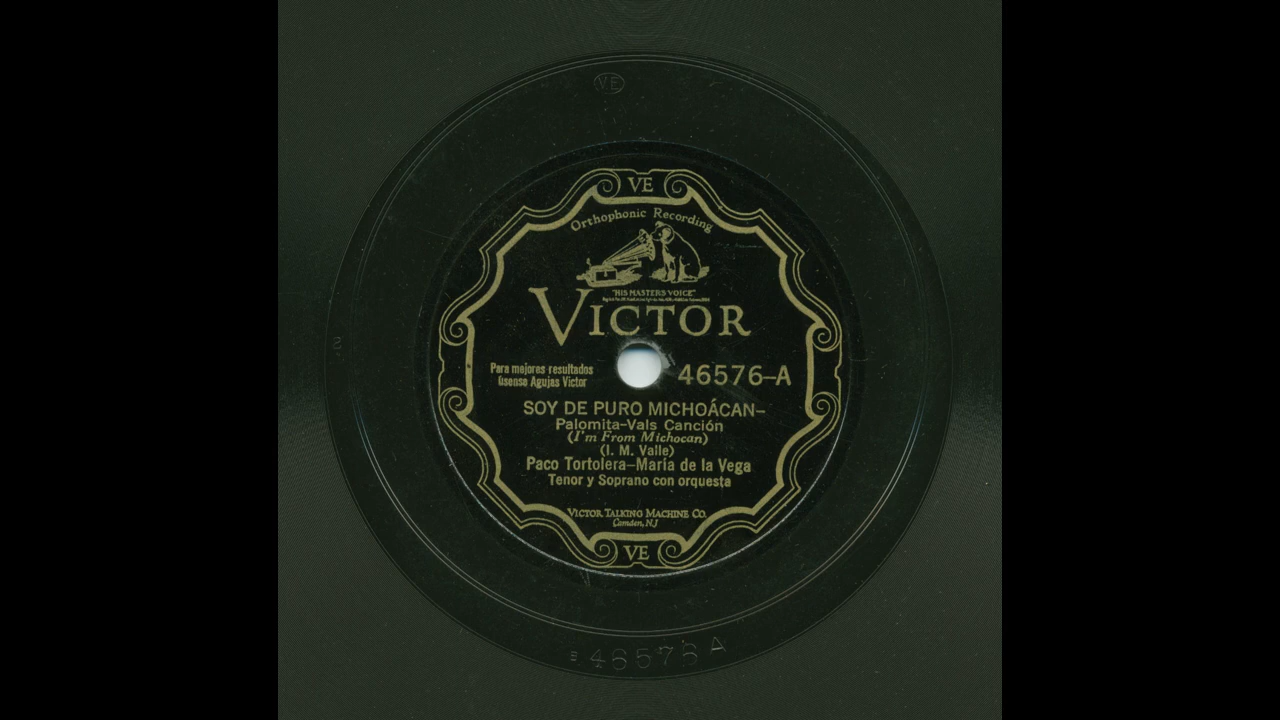 VE
VE
Orthophonic Recording
"HIS MASTERS VOICE"
VICTOR
Para mejores resultados
úsense Agujas Victor
46576-A
SOY DE PURO MICHOÁCAN-
Palomita-Vals Canción
(I'm From Michocan)
(I. M. Valle)
Paco Tortolera-Maria de la Vega
Tenor y Soprano con orquesta
VICTOR TALKING MACHINE CO.
Camden, NJ
VE
46576 A